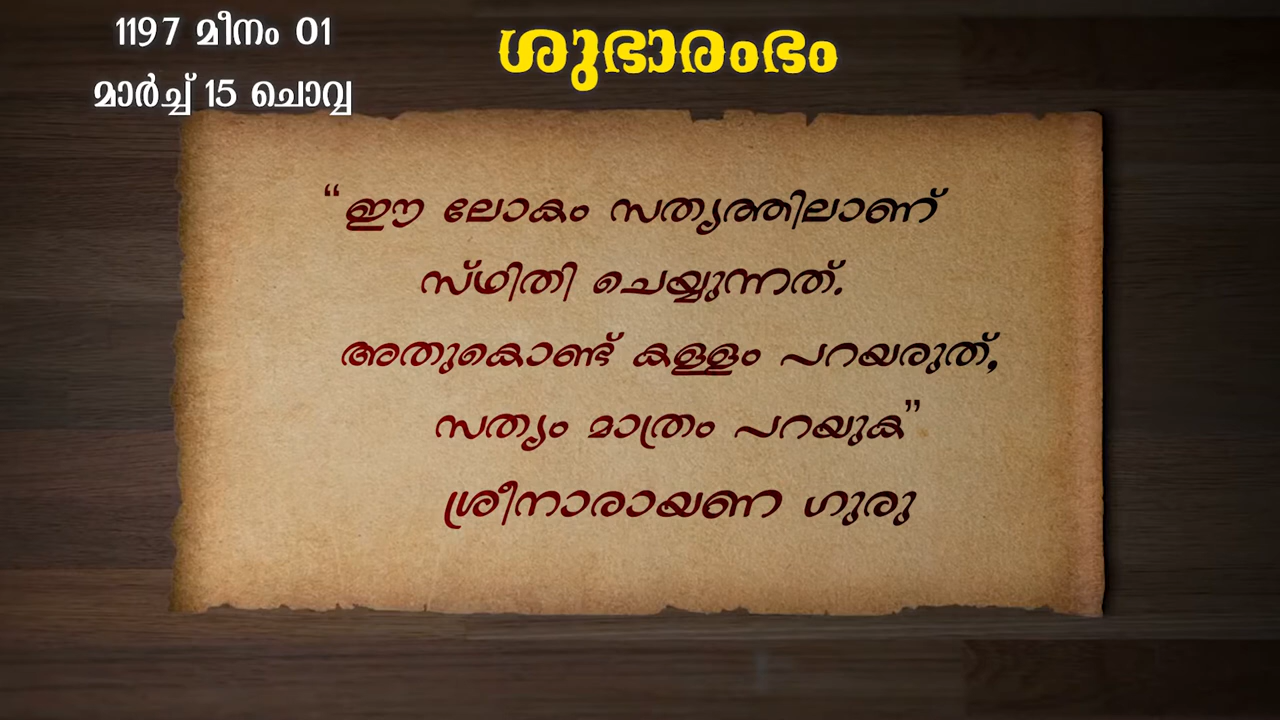 1197 മീനം 01
മാർച്ച് 15 ചൊവ്വ
ശുഭാരംഭം
“ഈ ലോകം സത്യത്തിലാണ്
സ്ഥിതി ചെയ്യുന്നത്.
അതുകൊണ്ട് കള്ളം പറയരുത്,
സത്യം മാത്രം പറയുക”
ശ്രീനാരായണ ഗുരു